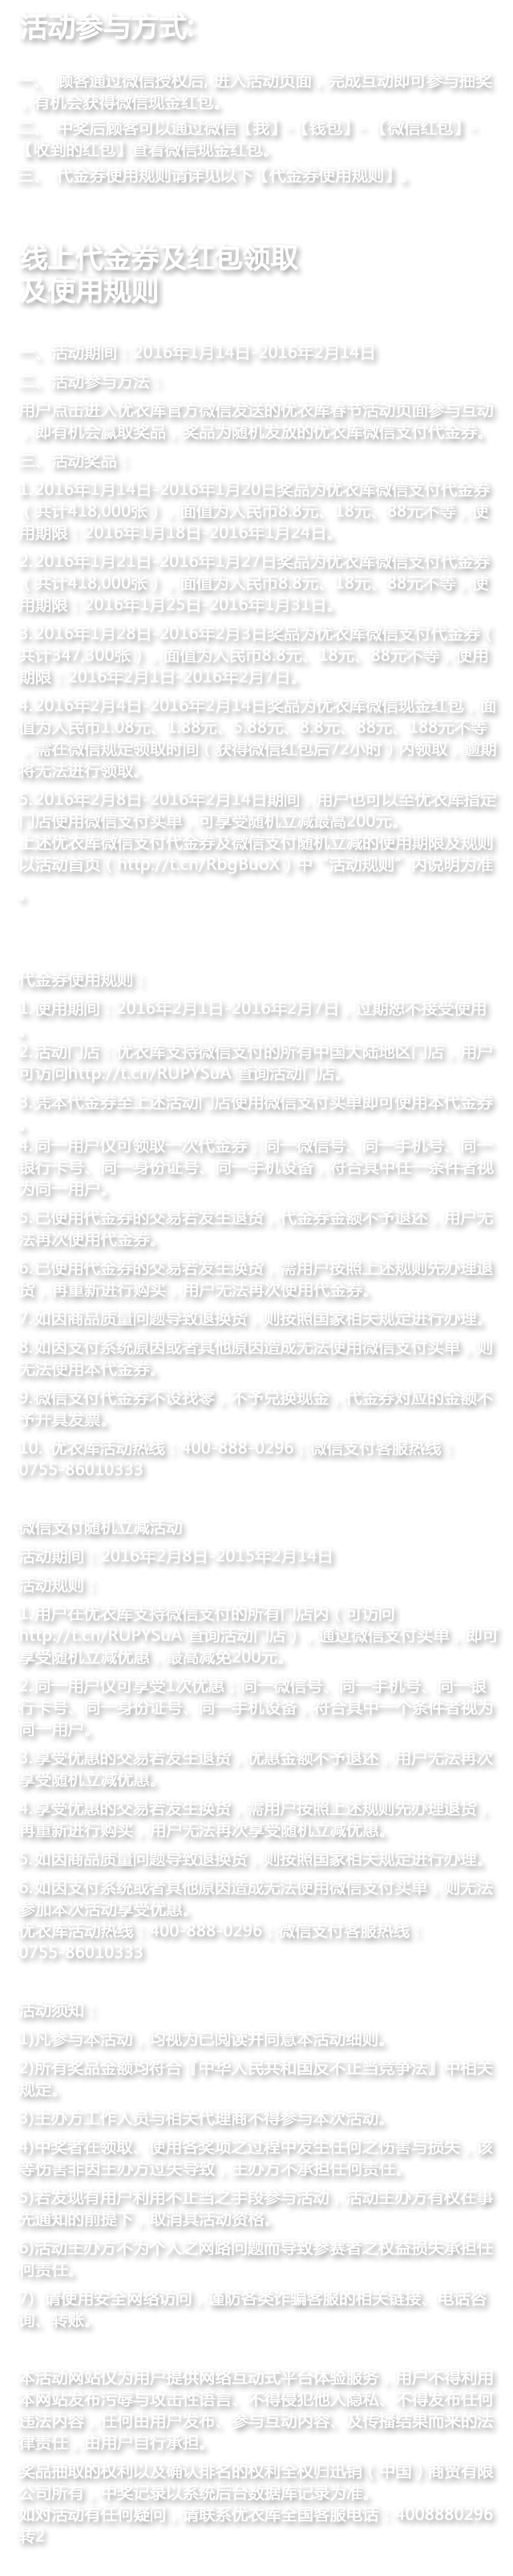 活动参与方式:
一、 顾客通过微信授权后, 进入活动页面，完成互动即可参与抽奖
，有机会获得微信现金红包。
二、 中奖后顾客可以通过微信【我】-【钱包】-【微信红包】-
【收到的红包】查看微信现金红包。
三、 代金券使用规则请详见以下【代金券使用规则】。
线上代金券及红包领取
及使用规则
一、活动期间：2016年1月14日-2016年2月14日
二、活动参与方法：
用户点击进入优衣库官方微信发送的优衣库春节活动页面参与互动
，即有机会赢取奖品，奖品为随机发放的优衣库微信支付代金券。
三、活动奖品：
1.2016年1月14日-2016年1月20日奖品为优衣库微信支付代金券
（共计418,000张），面值为人民币8.8元、18元、88元不等，使
用期限：2016年1月18日-2016年1月24日。
2.2016年1月21日-2016年1月27日奖品为优衣库微信支付代金券
（共计418,000张），面值为人民币8.8元、18元、88元不等，使
用期限：2016年1月25日-2016年1月31日。
3.2016年1月28日-2016年2月3日奖品为优衣库微信支付代金券（
共计347,300张），面值为人民币8.8元、18元、88元不等，使用
期限：2016年2月1日-2016年2月7日。
4.2016年2月4日-2016年2月14日奖品为优衣库微信现金红包，面
值为人民币1.08元、1.88元、5.88元、8.8元、88元、188元不等
，需在微信规定领取时间（获得微信红包后72小时）内领取，逾期
将无法进行领取。
5.2016年2月8日-2016年2月14日期间，用户也可以至优衣库指定
门店使用微信支付买单，可享受随机立减最高200元。
上述优衣库微信支付代金券及微信支付随机立减的使用期限及规则
以活动首页（http://t.cn/RbgBuoX）中“活动规则”内说明为准
。
代金券使用规则：
1.使用期间：2016年2月1日-2016年2月7日，过期恕不接受使用
。
2.活动门店：优衣库支持微信支付的所有中国大陆地区门店，用户
可访问http://t.cn/RUPYSuA 查询活动门店。
3.凭本代金券至上述活动门店使用微信支付买单即可使用本代金券
。
4.同一用户仅可领取一次代金券；同一微信号、同一手机号、同一
银行卡号、同一身份证号、同一手机设备，符合其中任一条件者视
为同一用户。
5.已使用代金券的交易若发生退货，代金券金额不予退还，用户无
法再次使用代金券。
6.已使用代金券的交易若发生换货，需用户按照上述规则先办理退
货，再重新进行购买，用户无法再次使用代金券。
7.如因商品质量问题导致退换货，则按照国家相关规定进行办理。
8.如因支付系统原因或者其他原因造成无法使用微信支付买单，则
无法使用本代金券。
9.微信支付代金券不设找零，不予兑换现金，代金券对应的金额不
予开具发票。
10. 优衣库活动热线：400-888-0296；微信支付客服热线：
0755-86010333
微信支付随机立减活动
活动期间：2016年2月8日-2015年2月14日
活动规则：
1.用户在优衣库支持微信支付的所有门店内（可访问
http://t.cn/RUPYSuA 查询活动门店），通过微信支付买单，即可
享受随机立减优惠，最高减免200元。
2.同一用户仅可享受1次优惠；同一微信号、同一手机号、同一银
行卡号、同一身份证号、同一手机设备，符合其中一个条件者视为
同一用户。
3.享受优惠的交易若发生退货，优惠金额不予退还，用户无法再次
享受随机立减优惠。
4.享受优惠的交易若发生换货，需用户按照上述规则先办理退货，
再重新进行购买，用户无法再次享受随机立减优惠。
5.如因商品质量问题导致退换货，则按照国家相关规定进行办理。
6.如因支付系统或者其他原因造成无法使用微信支付买单，则无法
参加本次活动享受优惠。
优衣库活动热线：400-888-0296；微信支付客服热线：
0755-86010333
活动须知：
1)凡参与本活动，均视为已阅读并同意本活动细则。
2)所有奖品金额均符合『中华人民共和国反不正当竞争法』中相关
规定。
3)主办方工作人员与相关代理商不得参与本次活动。
4)中奖者在领取、使用各奖项之过程中发生任何之伤害与损失，该
等伤害非因主办方过失导致，主办方不承担任何责任。
5)若发现有用户利用不正当之手段参与活动，活动主办方有权在事
先通知的前提下，取消其活动资格。
6)活动主办方不为个人之网路问题而导致参赛者之权益损失承担任
何责任。
7) 请使用安全网络访问，谨防各类诈骗客服的相关链接、电话咨
询、转账。
本活动网站仅为用户提供网络互动式平台体验服务，用户不得利用
本网站发布污辱与攻击性语言、不得侵犯他人隐私、不得发布任何
违法内容，任何由用户发布、参与互动内容、及传播结果而来的法
律责任，由用户自行承担。
奖品抽取的权利以及确认排名的权利全权归迅销（中国）商贸有限
公司所有，中奖记录以系统后台数据库记录为准。
如对活动有任何疑问，请联系优衣库全国客服电话：4008880296
转2